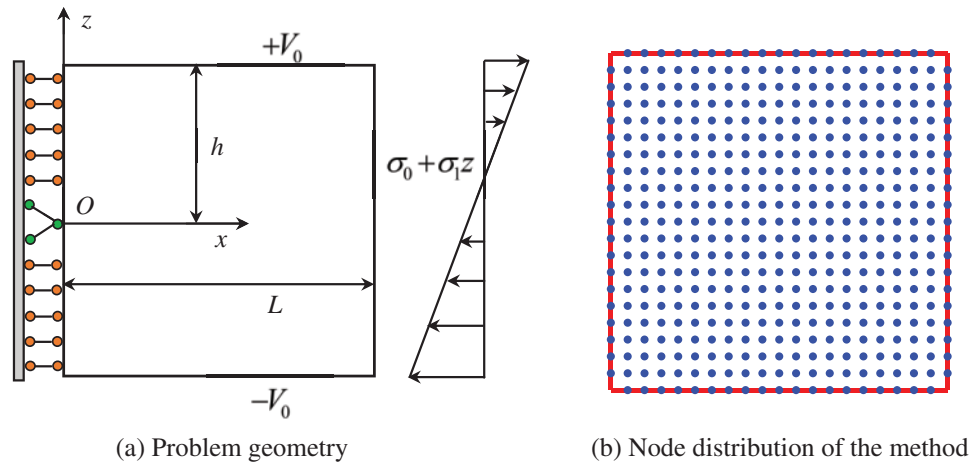 z
+V₀
h
σ₀ + σ₁z
O
x
L
−V₀
(a) Problem geometry
(b) Node distribution of the method